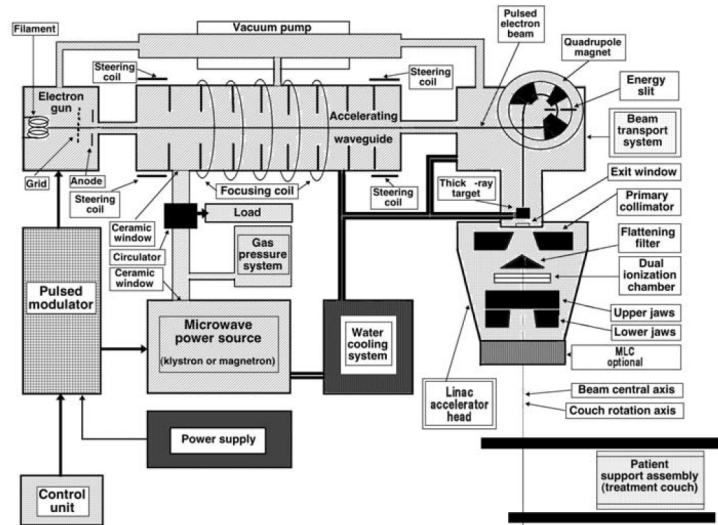 Filament
Vacuum pump
Pulsed
electron
beam
Quadrupole
magnet
Steering
coil
Steering
coil
Energy
slit
Electron
gun
Accelerating
waveguide
Beam
transport
system
Grid
Anode
Steering
coil
Focusing coil
Steering
coil
Thick -ray
target
Exit window
Primary
collimator
Ceramic
window
Load
Circulator
Gas
pressure
system
Flattening
filter
Ceramic
window
Dual
ionization
chamber
Pulsed
modulator
Microwave
power source
(klystron or magnetron)
Water
cooling
system
Upper jaws
Lower jaws
MLC
optional
Linac
accelerator
head
Beam central axis
Couch rotation axis
Power supply
Control
unit
Patient
support assembly
(treatment couch)